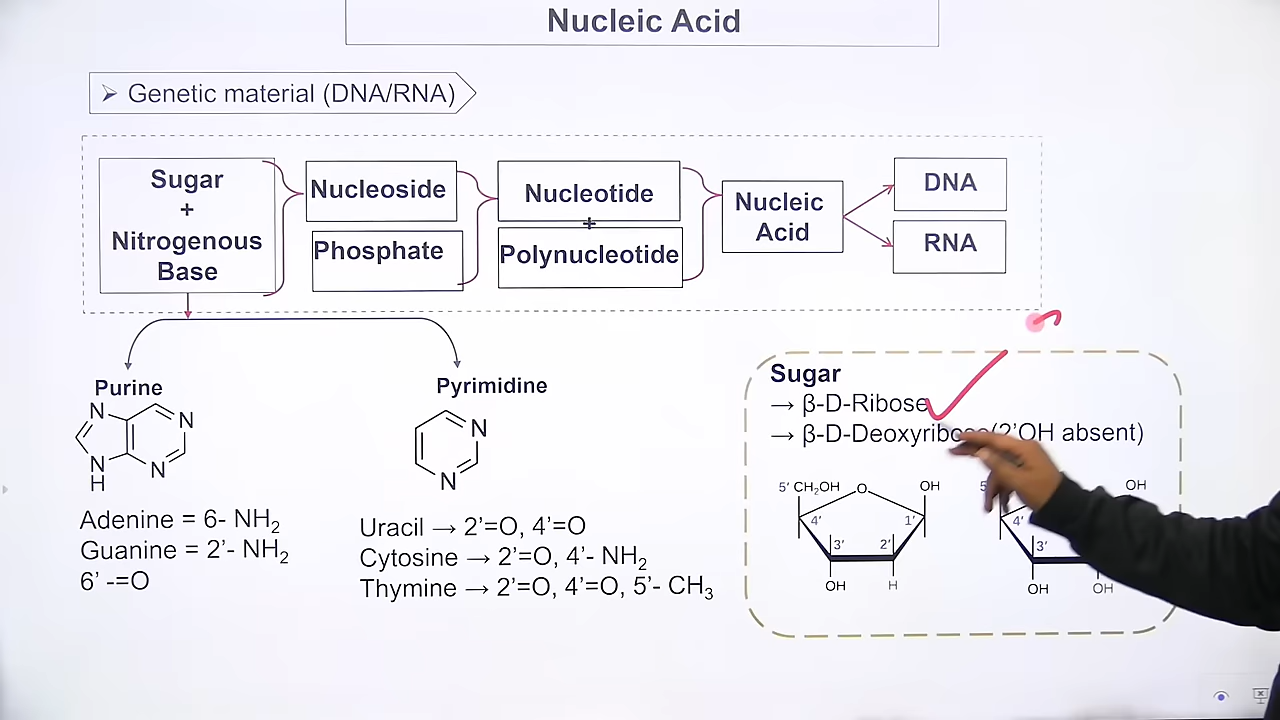 Nucleic Acid
➢ Genetic material (DNA/RNA)
Sugar
+
Nitrogenous
Base
Nucleoside
Phosphate
Nucleotide
+
Polynucleotide
Nucleic
Acid
DNA
RNA
Purine
N
N
N
N
H
Adenine = 6- NH₂
Guanine = 2'- NH₂
6' -=O
Pyrimidine
N
N
Uracil → 2'=O, 4'=O
Cytosine → 2'=O, 4'- NH₂
Thymine → 2'=O, 4'=O, 5'- CH₃
Sugar
→ β-D-Ribose
→ β-D-Deoxyribose(2'OH absent)
5' CH₂OH O OH
4' 1'
3' 2'
OH H
5' OH
4'
3'
OH OH